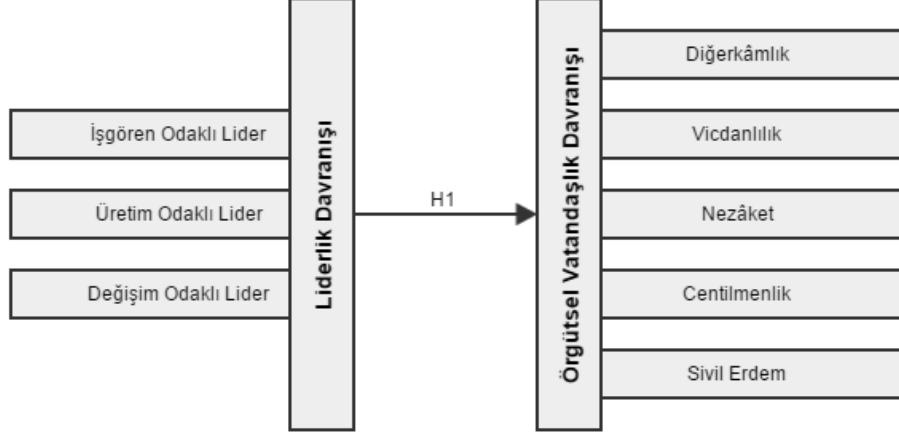 İşgören Odaklı Lider
Üretim Odaklı Lider
Değişim Odaklı Lider
Liderlik Davranışı
H1
Örgütsel Vatandaşlık Davranışı
Diğerkâmlık
Vicdanlılık
Nezâket
Centilmenlik
Sivil Erdem